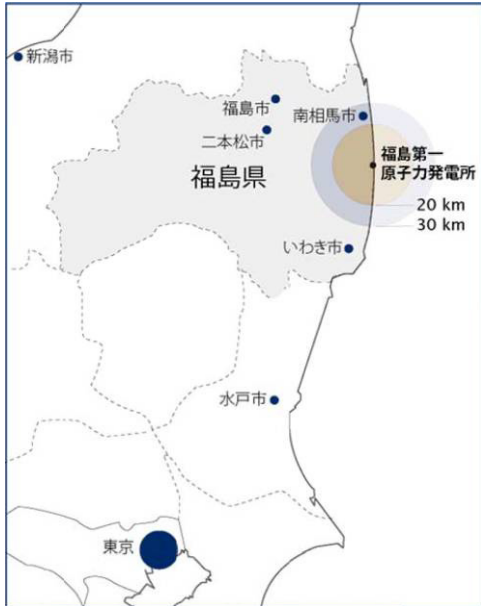 新潟市
福島市
南相馬市
二本松市
福島第一
原子力発電所
福島県
20 km
30 km
いわき市
水戸市
東京